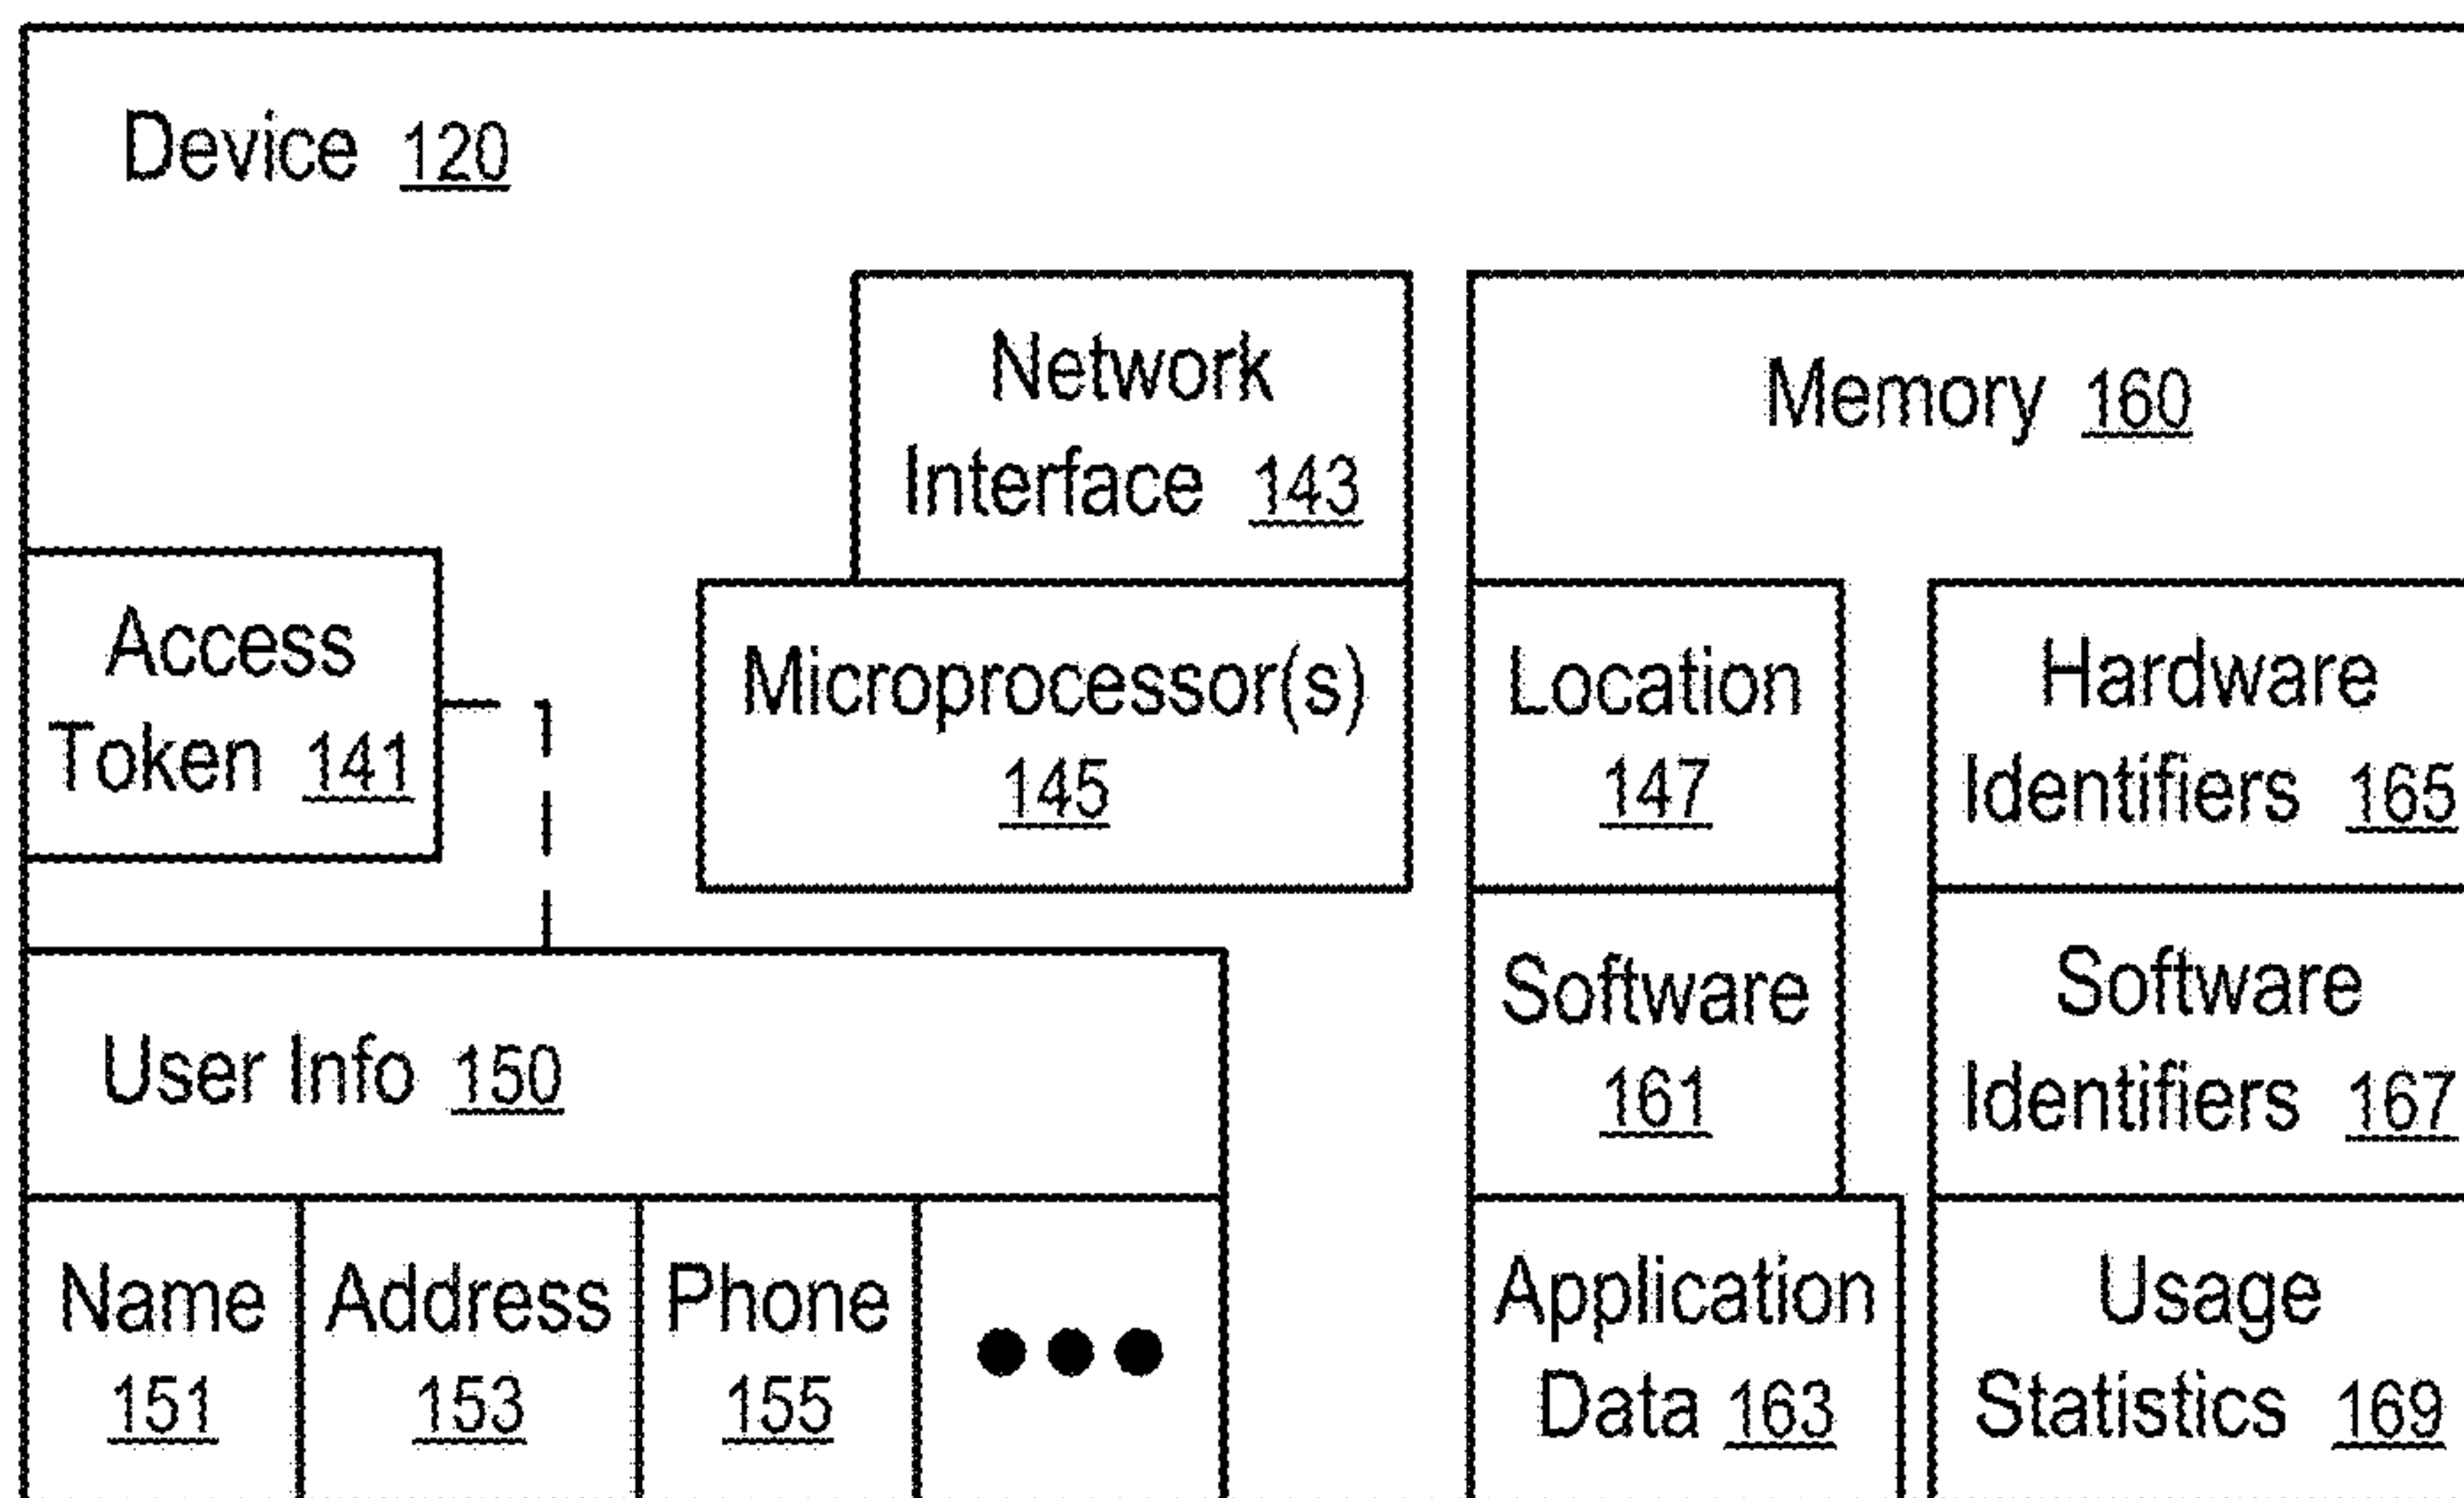 Device 120
Network
Interface 143
Memory 160
Access
Token 141
Microprocessor(s)
145
Location
147
Hardware
Identifiers 165
User Info 150
Software
161
Software
Identifiers 167
Name
151
Address
153
Phone
155
Application
Data 163
Usage
Statistics 169